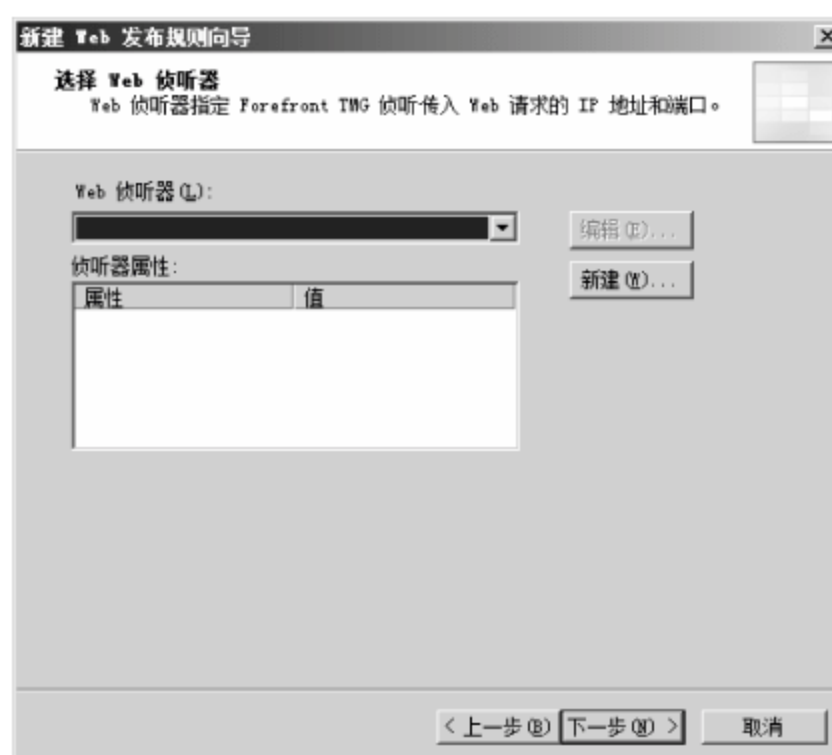 新建 Web 发布规则向导
选择 Web 侦听器
Web 侦听器指定 Forefront TMG 侦听传入 Web 请求的 IP 地址和端口。
Web 侦听器(L):
编辑(E)...
侦听器属性:
新建(W)...
属性 值
<上一步(B) 下一步(N) > 取消